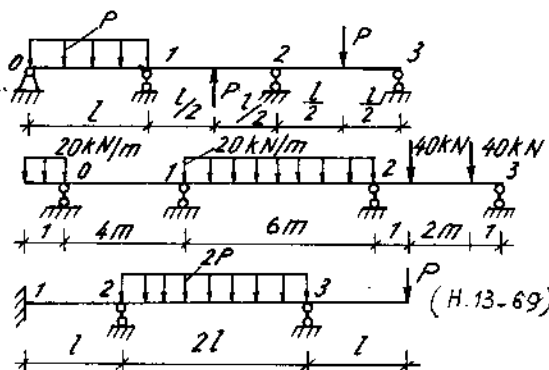 P
0 1 2 3
P
l l/2 P l/2 l/2 l/2
20kN/m 20kN/m 40kN 40kN
0 1 2 3
1 4m 6m 1 2m 1
2P
1 2 3 P
(H.13-69)
l 2l l